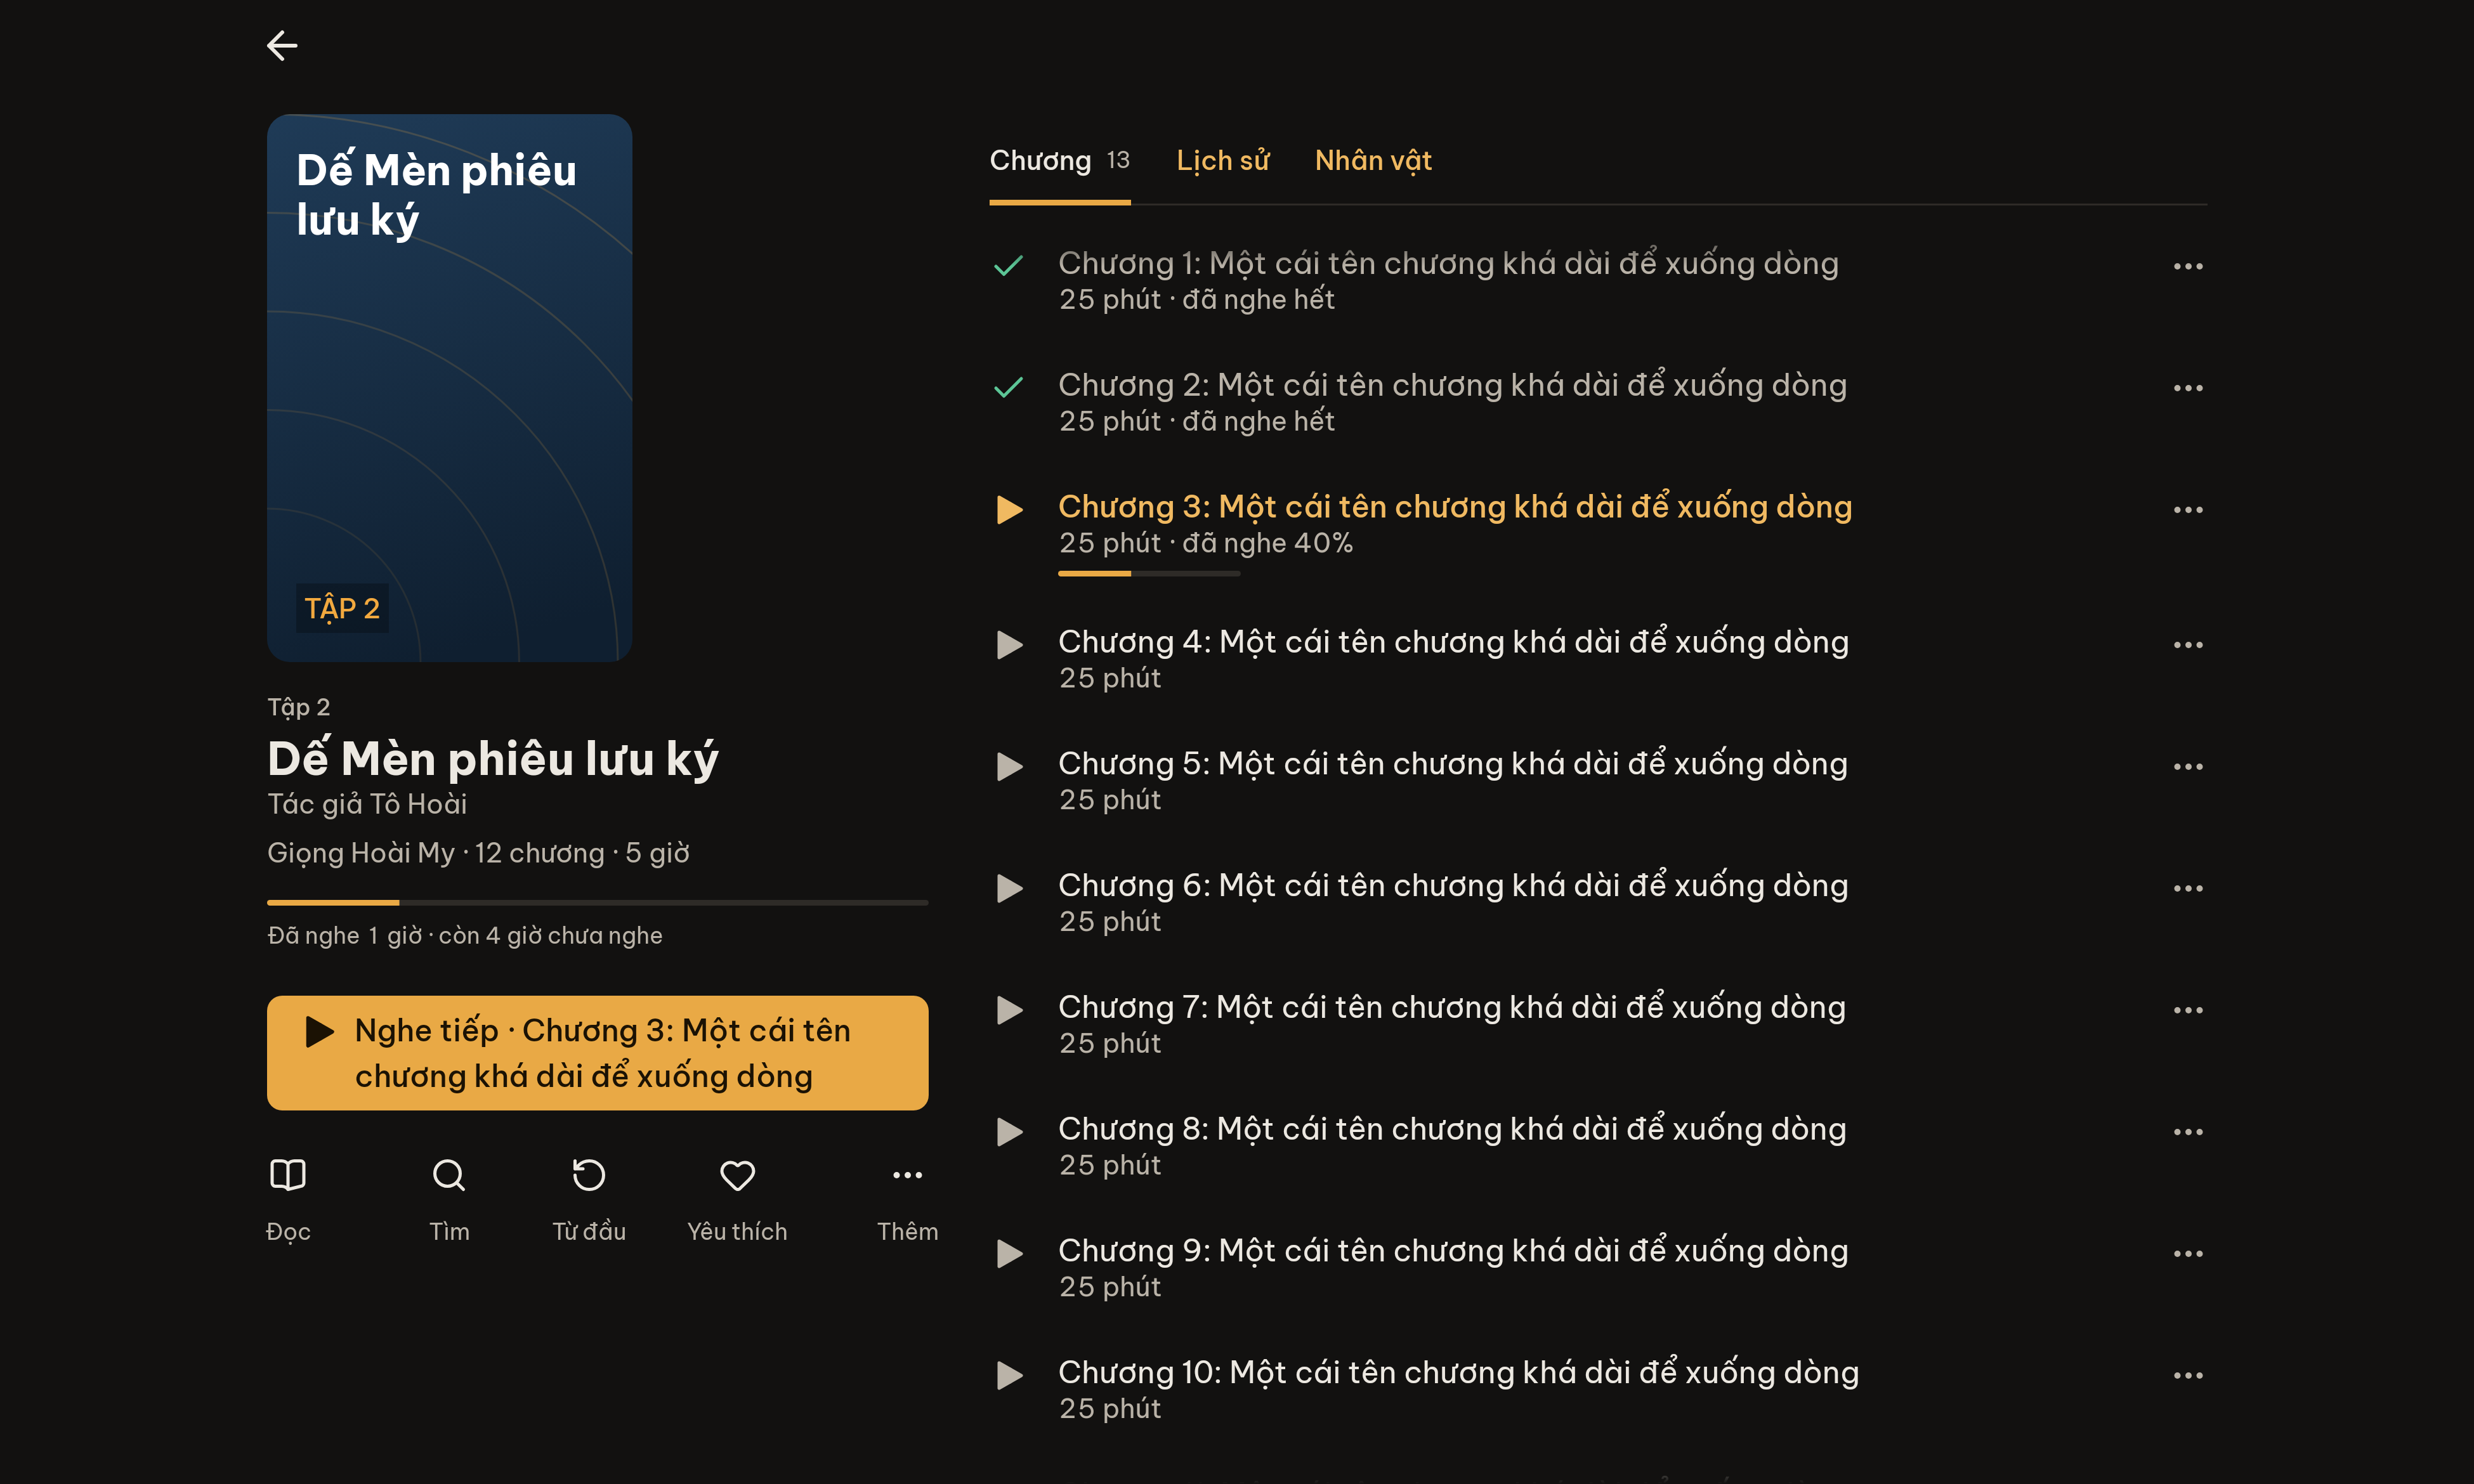 Dế Mèn phiêu
lưu ký
TẬP 2
Tập 2
Dế Mèn phiêu lưu ký
Tác giả Tô Hoài
Giọng Hoài My · 12 chương · 5 giờ
Đã nghe 1 giờ · còn 4 giờ chưa nghe
Nghe tiếp · Chương 3: Một cái tên
chương khá dài để xuống dòng
Đọc Tìm Từ đầu Yêu thích Thêm
Chương 13 Lịch sử Nhân vật
Chương 1: Một cái tên chương khá dài để xuống dòng
25 phút · đã nghe hết
Chương 2: Một cái tên chương khá dài để xuống dòng
25 phút · đã nghe hết
Chương 3: Một cái tên chương khá dài để xuống dòng
25 phút · đã nghe 40%
Chương 4: Một cái tên chương khá dài để xuống dòng
25 phút
Chương 5: Một cái tên chương khá dài để xuống dòng
25 phút
Chương 6: Một cái tên chương khá dài để xuống dòng
25 phút
Chương 7: Một cái tên chương khá dài để xuống dòng
25 phút
Chương 8: Một cái tên chương khá dài để xuống dòng
25 phút
Chương 9: Một cái tên chương khá dài để xuống dòng
25 phút
Chương 10: Một cái tên chương khá dài để xuống dòng
25 phút